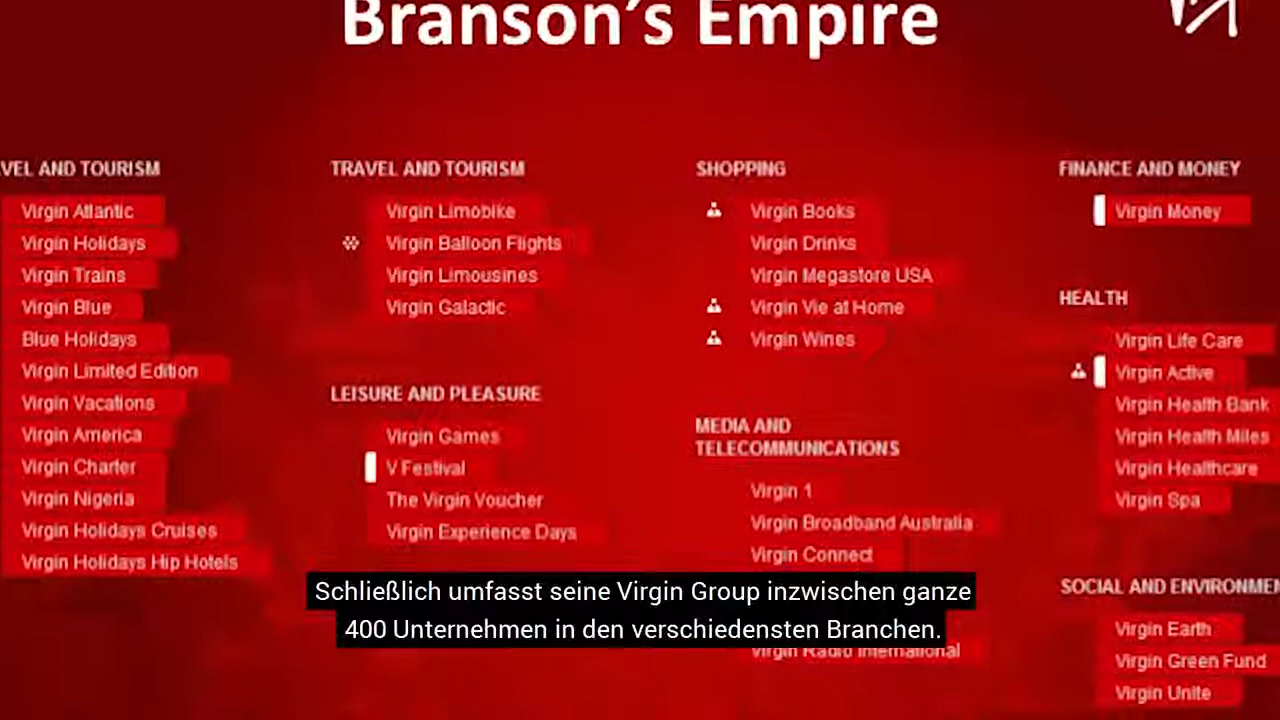 Branson's Empire
VEL AND TOURISM
Virgin Atlantic
Virgin Holidays
Virgin Trains
Virgin Blue
Blue Holidays
Virgin Limited Edition
Virgin Vacations
Virgin America
Virgin Charter
Virgin Nigeria
Virgin Holidays Cruises
Virgin Holidays Hip Hotels
TRAVEL AND TOURISM
Virgin Limobike
Virgin Balloon Flights
Virgin Limousines
Virgin Galactic
LEISURE AND PLEASURE
Virgin Games
V Festival
The Virgin Voucher
Virgin Experience Days
SHOPPING
Virgin Books
Virgin Drinks
Virgin Megastore USA
Virgin Vie at Home
Virgin Wines
MEDIA AND
TELECOMMUNICATIONS
Virgin 1
Virgin Broadband Australia
Virgin Connect
Virgin Radio International
FINANCE AND MONEY
Virgin Money
HEALTH
Virgin Life Care
Virgin Active
Virgin Health Bank
Virgin Health Miles
Virgin Healthcare
Virgin Spa
SOCIAL AND ENVIRONMEN
Virgin Earth
Virgin Green Fund
Virgin Unite
Schließlich umfasst seine Virgin Group inzwischen ganze
400 Unternehmen in den verschiedensten Branchen.